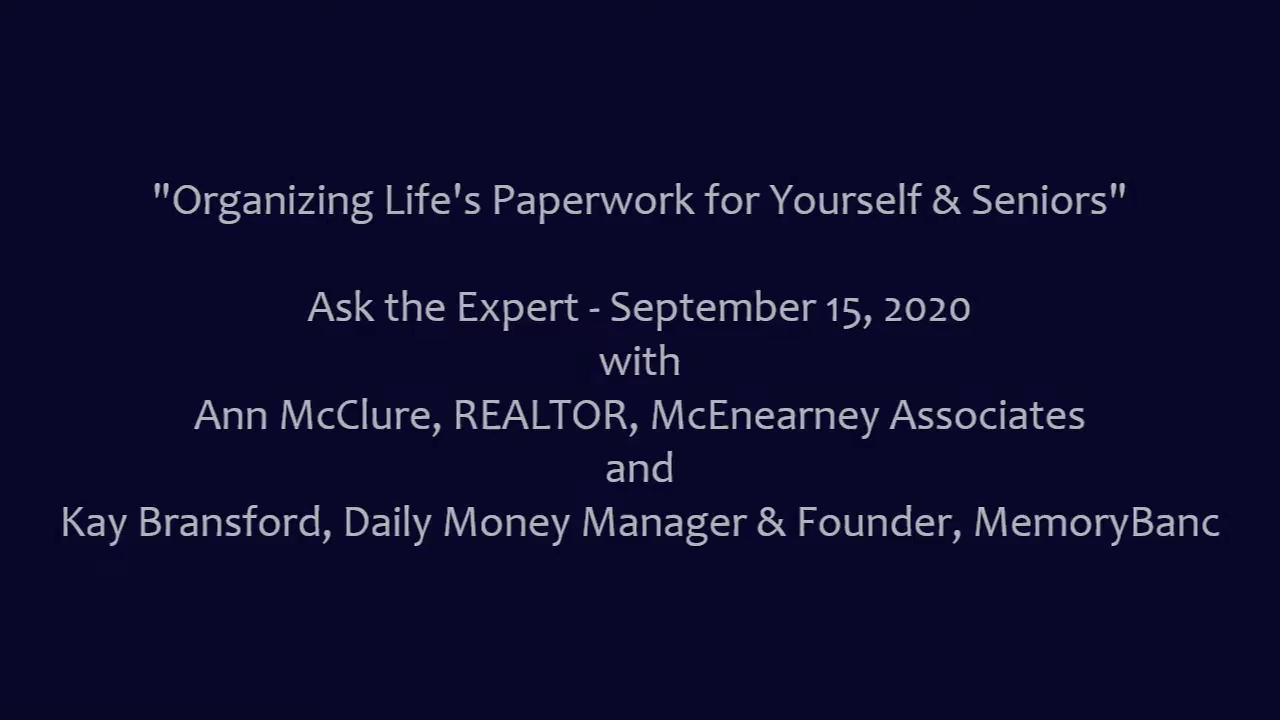 "Organizing Life's Paperwork for Yourself & Seniors"
Ask the Expert - September 15, 2020
with
Ann McClure, REALTOR, McEnearney Associates
and
Kay Bransford, Daily Money Manager & Founder, MemoryBanc